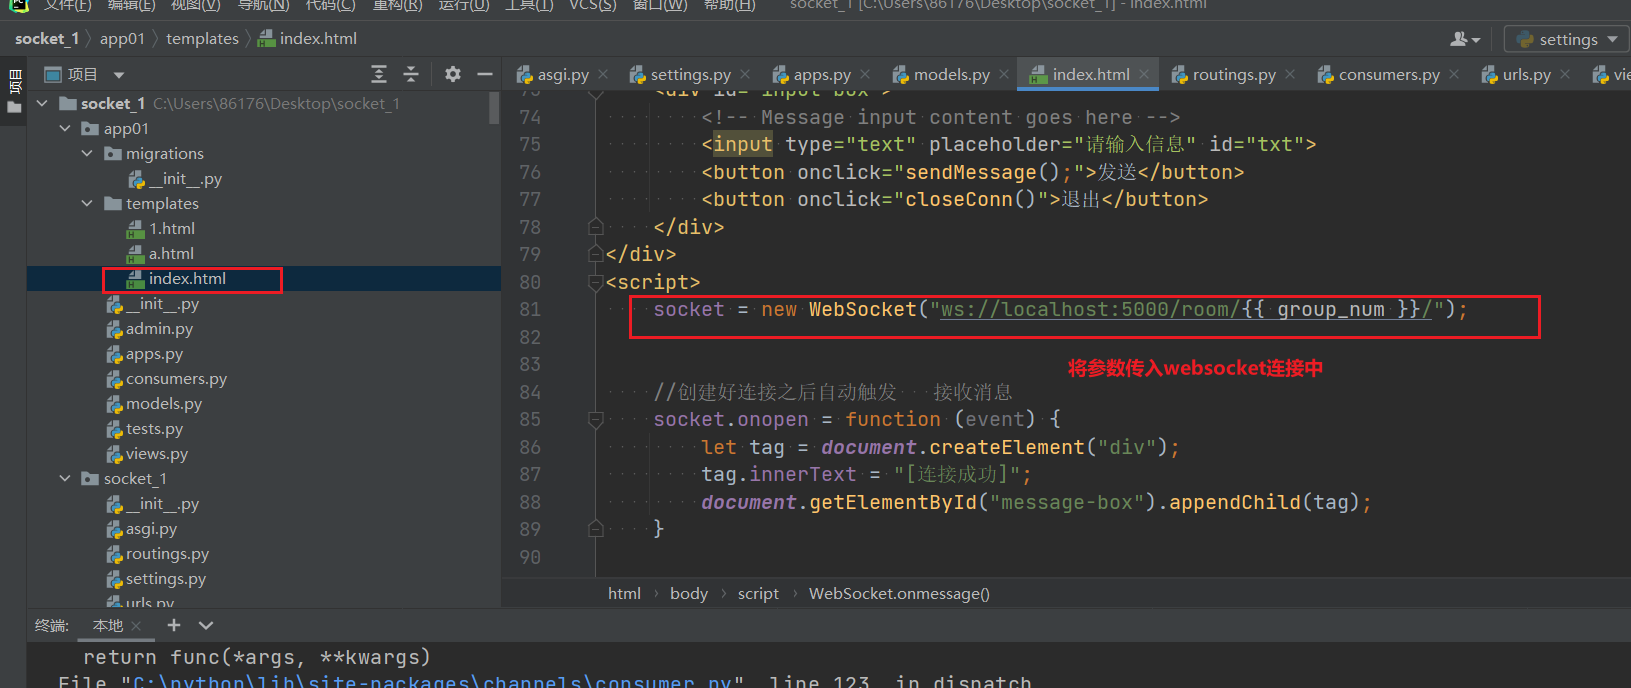 文件(F) 编辑(E) 视图(V) 导航(N) 代码(C) 重构(R) 运行(U) 工具(T) VCS(S) 窗口(W) 帮助(H) socket_1 [C:\Users\86176\Desktop\socket_1] - index.html
socket_1 app01 templates index.html settings
项目
项目
asgi.py settings.py apps.py models.py index.html routings.py consumers.py urls.py
socket_1 C:\Users\86176\Desktop\socket_1
app01
migrations
__init__.py
templates
1.html
a.html
index.html
__init__.py
admin.py
apps.py
consumers.py
models.py
tests.py
views.py
socket_1
__init__.py
asgi.py
routings.py
settings.py
urls.py
73 <div id="input-box">
74 <!-- Message input content goes here -->
75 <input type="text" placeholder="请输入信息" id="txt">
76 <button onclick="sendMessage();">发送</button>
77 <button onclick="closeConn()">退出</button>
78 </div>
79 </div>
80 <script>
81 socket = new WebSocket("ws://localhost:5000/room/{{ group_num }}/");
82
83
将参数传入websocket连接中
84 //创建好连接之后自动触发 接收消息
85 socket.onopen = function (event) {
86 let tag = document.createElement("div");
87 tag.innerText = "[连接成功]";
88 document.getElementById("message-box").appendChild(tag);
89 }
90
html body script WebSocket.onmessage()
终端: 本地
return func(*args, **kwargs)
File "C:\python\lib\site-packages\channels\consumer.py", line 123, in dispatch